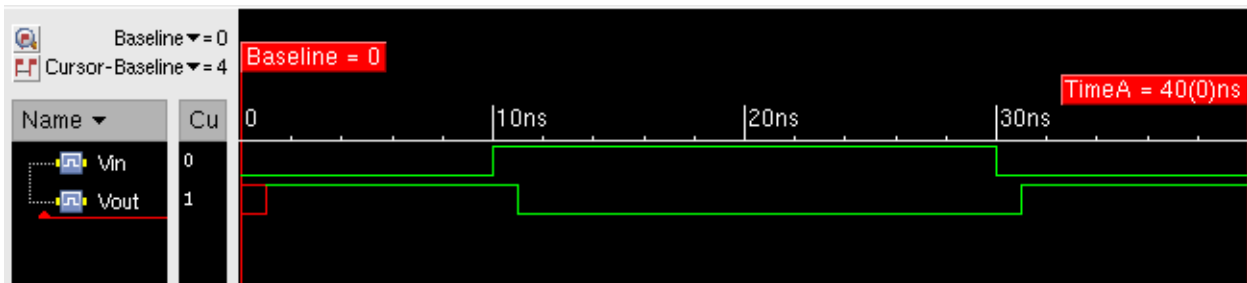 Baseline▼= 0
Cursor-Baseline▼= 4
Baseline = 0
TimeA = 40(0)ns
Name ▼ Cu 0 10ns 20ns 30ns
Vin 0
Vout 1